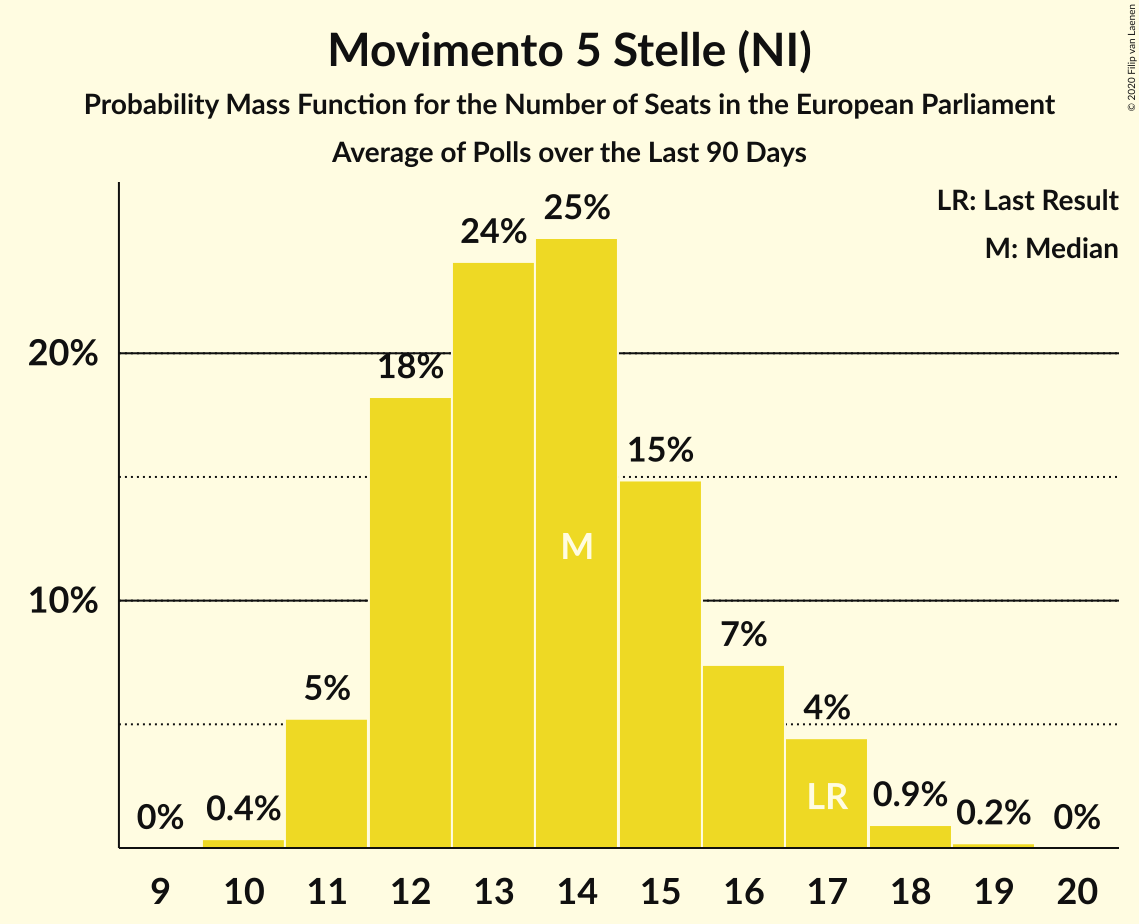 Movimento 5 Stelle (NI)
Probability Mass Function for the Number of Seats in the European Parliament
Average of Polls over the Last 90 Days
© 2020 Filip van Laenen
LR: Last Result
M: Median
20%
10%
0%
0.4%
5%
18%
24%
25%
15%
7%
4%
0.9%
0.2%
0%
M
LR
9 10 11 12 13 14 15 16 17 18 19 20